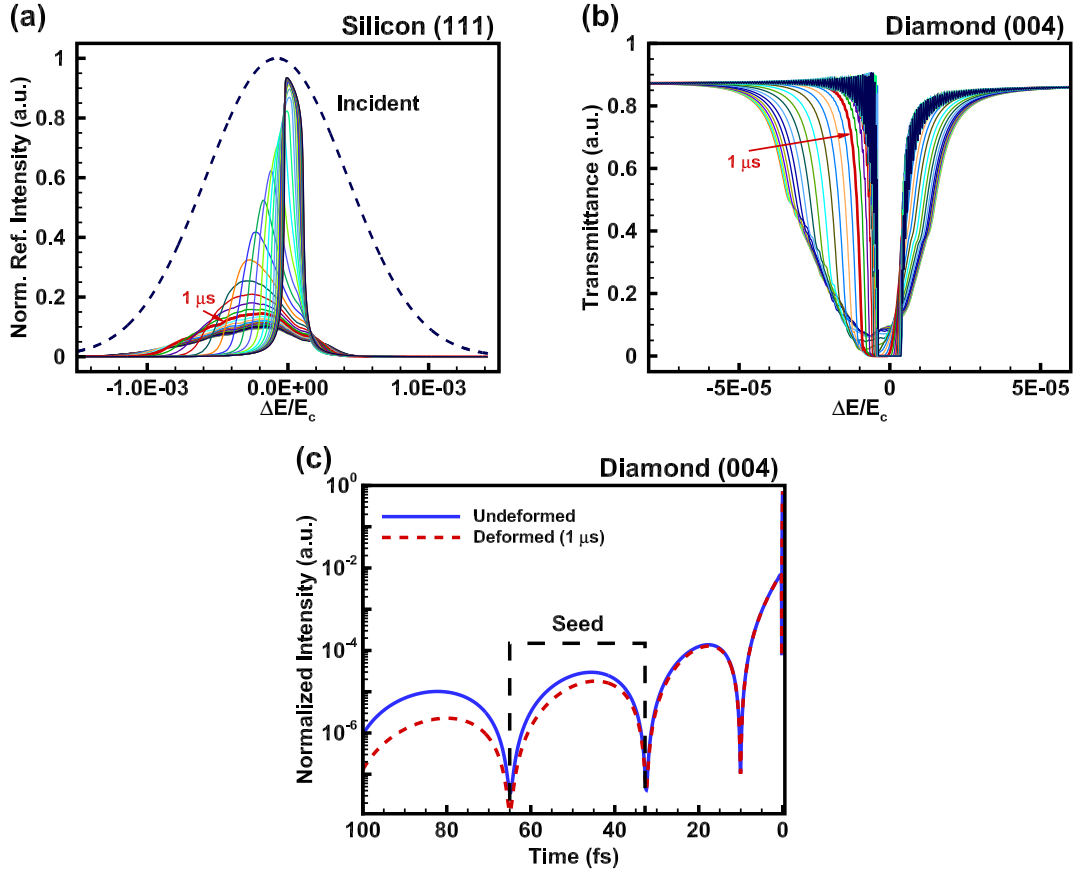 (a)
Silicon (111)
Norm. Ref. Intensity (a.u.)
1
0.8
0.6
0.4
0.2
0
Incident
1 μs
-1.0E-03
0.0E+00
1.0E-03
ΔE/E_c
(b)
Diamond (004)
Transmittance (a.u.)
1
0.8
0.6
0.4
0.2
0
1 μs
-5E-05
0
5E-05
ΔE/E_c
(c)
Diamond (004)
Normalized Intensity (a.u.)
10^0
10^-2
10^-4
10^-6
Undeformed
Deformed (1 μs)
Seed
100
80
60
40
20
0
Time (fs)